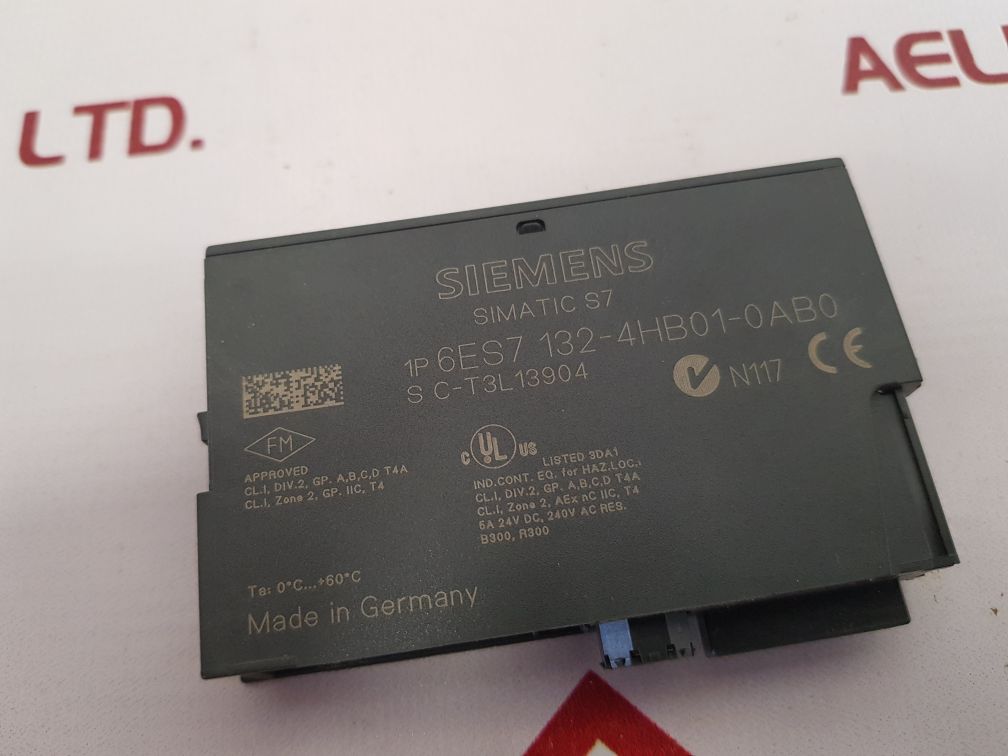 LTD.
AELU
SIEMENS
SIMATIC S7
1P 6ES7 132-4HB01-0AB0
S C-T3L13904
N117 CE
FM
APPROVED
CL.I, DIV.2, GP. A,B,C,D T4A
CL.I, Zone 2, GP. IIC, T4
C UL US LISTED 3DA1
IND.CONT. EQ. for HAZ.LOC.:
CL.I, DIV.2, GP. A,B,C,D T4A
CL.I, Zone 2, AEx nC IIC, T4
5A 24V DC, 240V AC RES.
B300, R300
Ta: 0°C...+60°C
Made in Germany